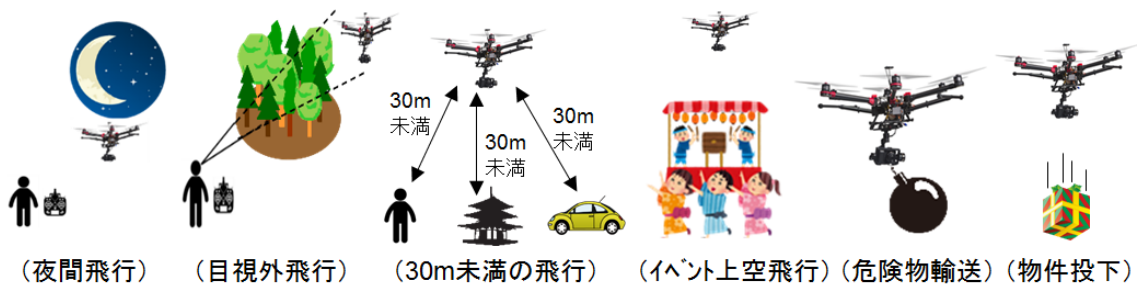 30m
未満
30m
未満
30m
未満
（夜間飛行）
（目視外飛行）
（30m未満の飛行）
（ｲﾍﾞﾝﾄ上空飛行）
（危険物輸送）
（物件投下）